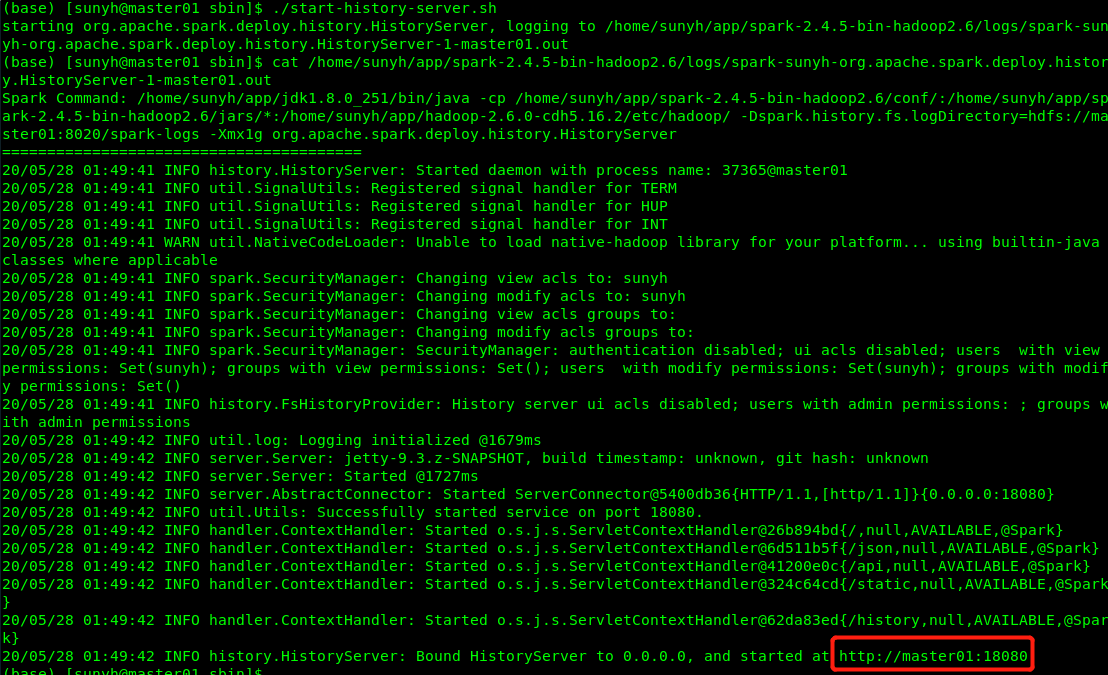 (base) [sunyh@master01 sbin]$ ./start-history-server.sh
starting org.apache.spark.deploy.history.HistoryServer, logging to /home/sunyh/app/spark-2.4.5-bin-hadoop2.6/logs/spark-sun
yh-org.apache.spark.deploy.history.HistoryServer-1-master01.out
(base) [sunyh@master01 sbin]$ cat /home/sunyh/app/spark-2.4.5-bin-hadoop2.6/logs/spark-sunyh-org.apache.spark.deploy.histor
y.HistoryServer-1-master01.out
Spark Command: /home/sunyh/app/jdk1.8.0_251/bin/java -cp /home/sunyh/app/spark-2.4.5-bin-hadoop2.6/conf/:/home/sunyh/app/sp
ark-2.4.5-bin-hadoop2.6/jars/*:/home/sunyh/app/hadoop-2.6.0-cdh5.16.2/etc/hadoop/ -Dspark.history.fs.logDirectory=hdfs://ma
ster01:8020/spark-logs -Xmx1g org.apache.spark.deploy.history.HistoryServer
========================================
20/05/28 01:49:41 INFO history.HistoryServer: Started daemon with process name: 37365@master01
20/05/28 01:49:41 INFO util.SignalUtils: Registered signal handler for TERM
20/05/28 01:49:41 INFO util.SignalUtils: Registered signal handler for HUP
20/05/28 01:49:41 INFO util.SignalUtils: Registered signal handler for INT
20/05/28 01:49:41 WARN util.NativeCodeLoader: Unable to load native-hadoop library for your platform... using builtin-java
classes where applicable
20/05/28 01:49:41 INFO spark.SecurityManager: Changing view acls to: sunyh
20/05/28 01:49:41 INFO spark.SecurityManager: Changing modify acls to: sunyh
20/05/28 01:49:41 INFO spark.SecurityManager: Changing view acls groups to:
20/05/28 01:49:41 INFO spark.SecurityManager: Changing modify acls groups to:
20/05/28 01:49:41 INFO spark.SecurityManager: SecurityManager: authentication disabled; ui acls disabled; users  with view
permissions: Set(sunyh); groups with view permissions: Set(); users  with modify permissions: Set(sunyh); groups with modif
y permissions: Set()
20/05/28 01:49:41 INFO history.FsHistoryProvider: History server ui acls disabled; users with admin permissions: ; groups w
ith admin permissions
20/05/28 01:49:42 INFO util.log: Logging initialized @1679ms
20/05/28 01:49:42 INFO server.Server: jetty-9.3.z-SNAPSHOT, build timestamp: unknown, git hash: unknown
20/05/28 01:49:42 INFO server.Server: Started @1727ms
20/05/28 01:49:42 INFO server.AbstractConnector: Started ServerConnector@5400db36{HTTP/1.1,[http/1.1]}{0.0.0.0:18080}
20/05/28 01:49:42 INFO util.Utils: Successfully started service on port 18080.
20/05/28 01:49:42 INFO handler.ContextHandler: Started o.s.j.s.ServletContextHandler@26b894bd{/,null,AVAILABLE,@Spark}
20/05/28 01:49:42 INFO handler.ContextHandler: Started o.s.j.s.ServletContextHandler@6d511b5f{/json,null,AVAILABLE,@Spark}
20/05/28 01:49:42 INFO handler.ContextHandler: Started o.s.j.s.ServletContextHandler@41200e0c{/api,null,AVAILABLE,@Spark}
20/05/28 01:49:42 INFO handler.ContextHandler: Started o.s.j.s.ServletContextHandler@324c64cd{/static,null,AVAILABLE,@Spark
}
20/05/28 01:49:42 INFO handler.ContextHandler: Started o.s.j.s.ServletContextHandler@62da83ed{/history,null,AVAILABLE,@Spar
k}
20/05/28 01:49:42 INFO history.HistoryServer: Bound HistoryServer to 0.0.0.0, and started at http://master01:18080
(base) [sunyh@master01 sbin]$